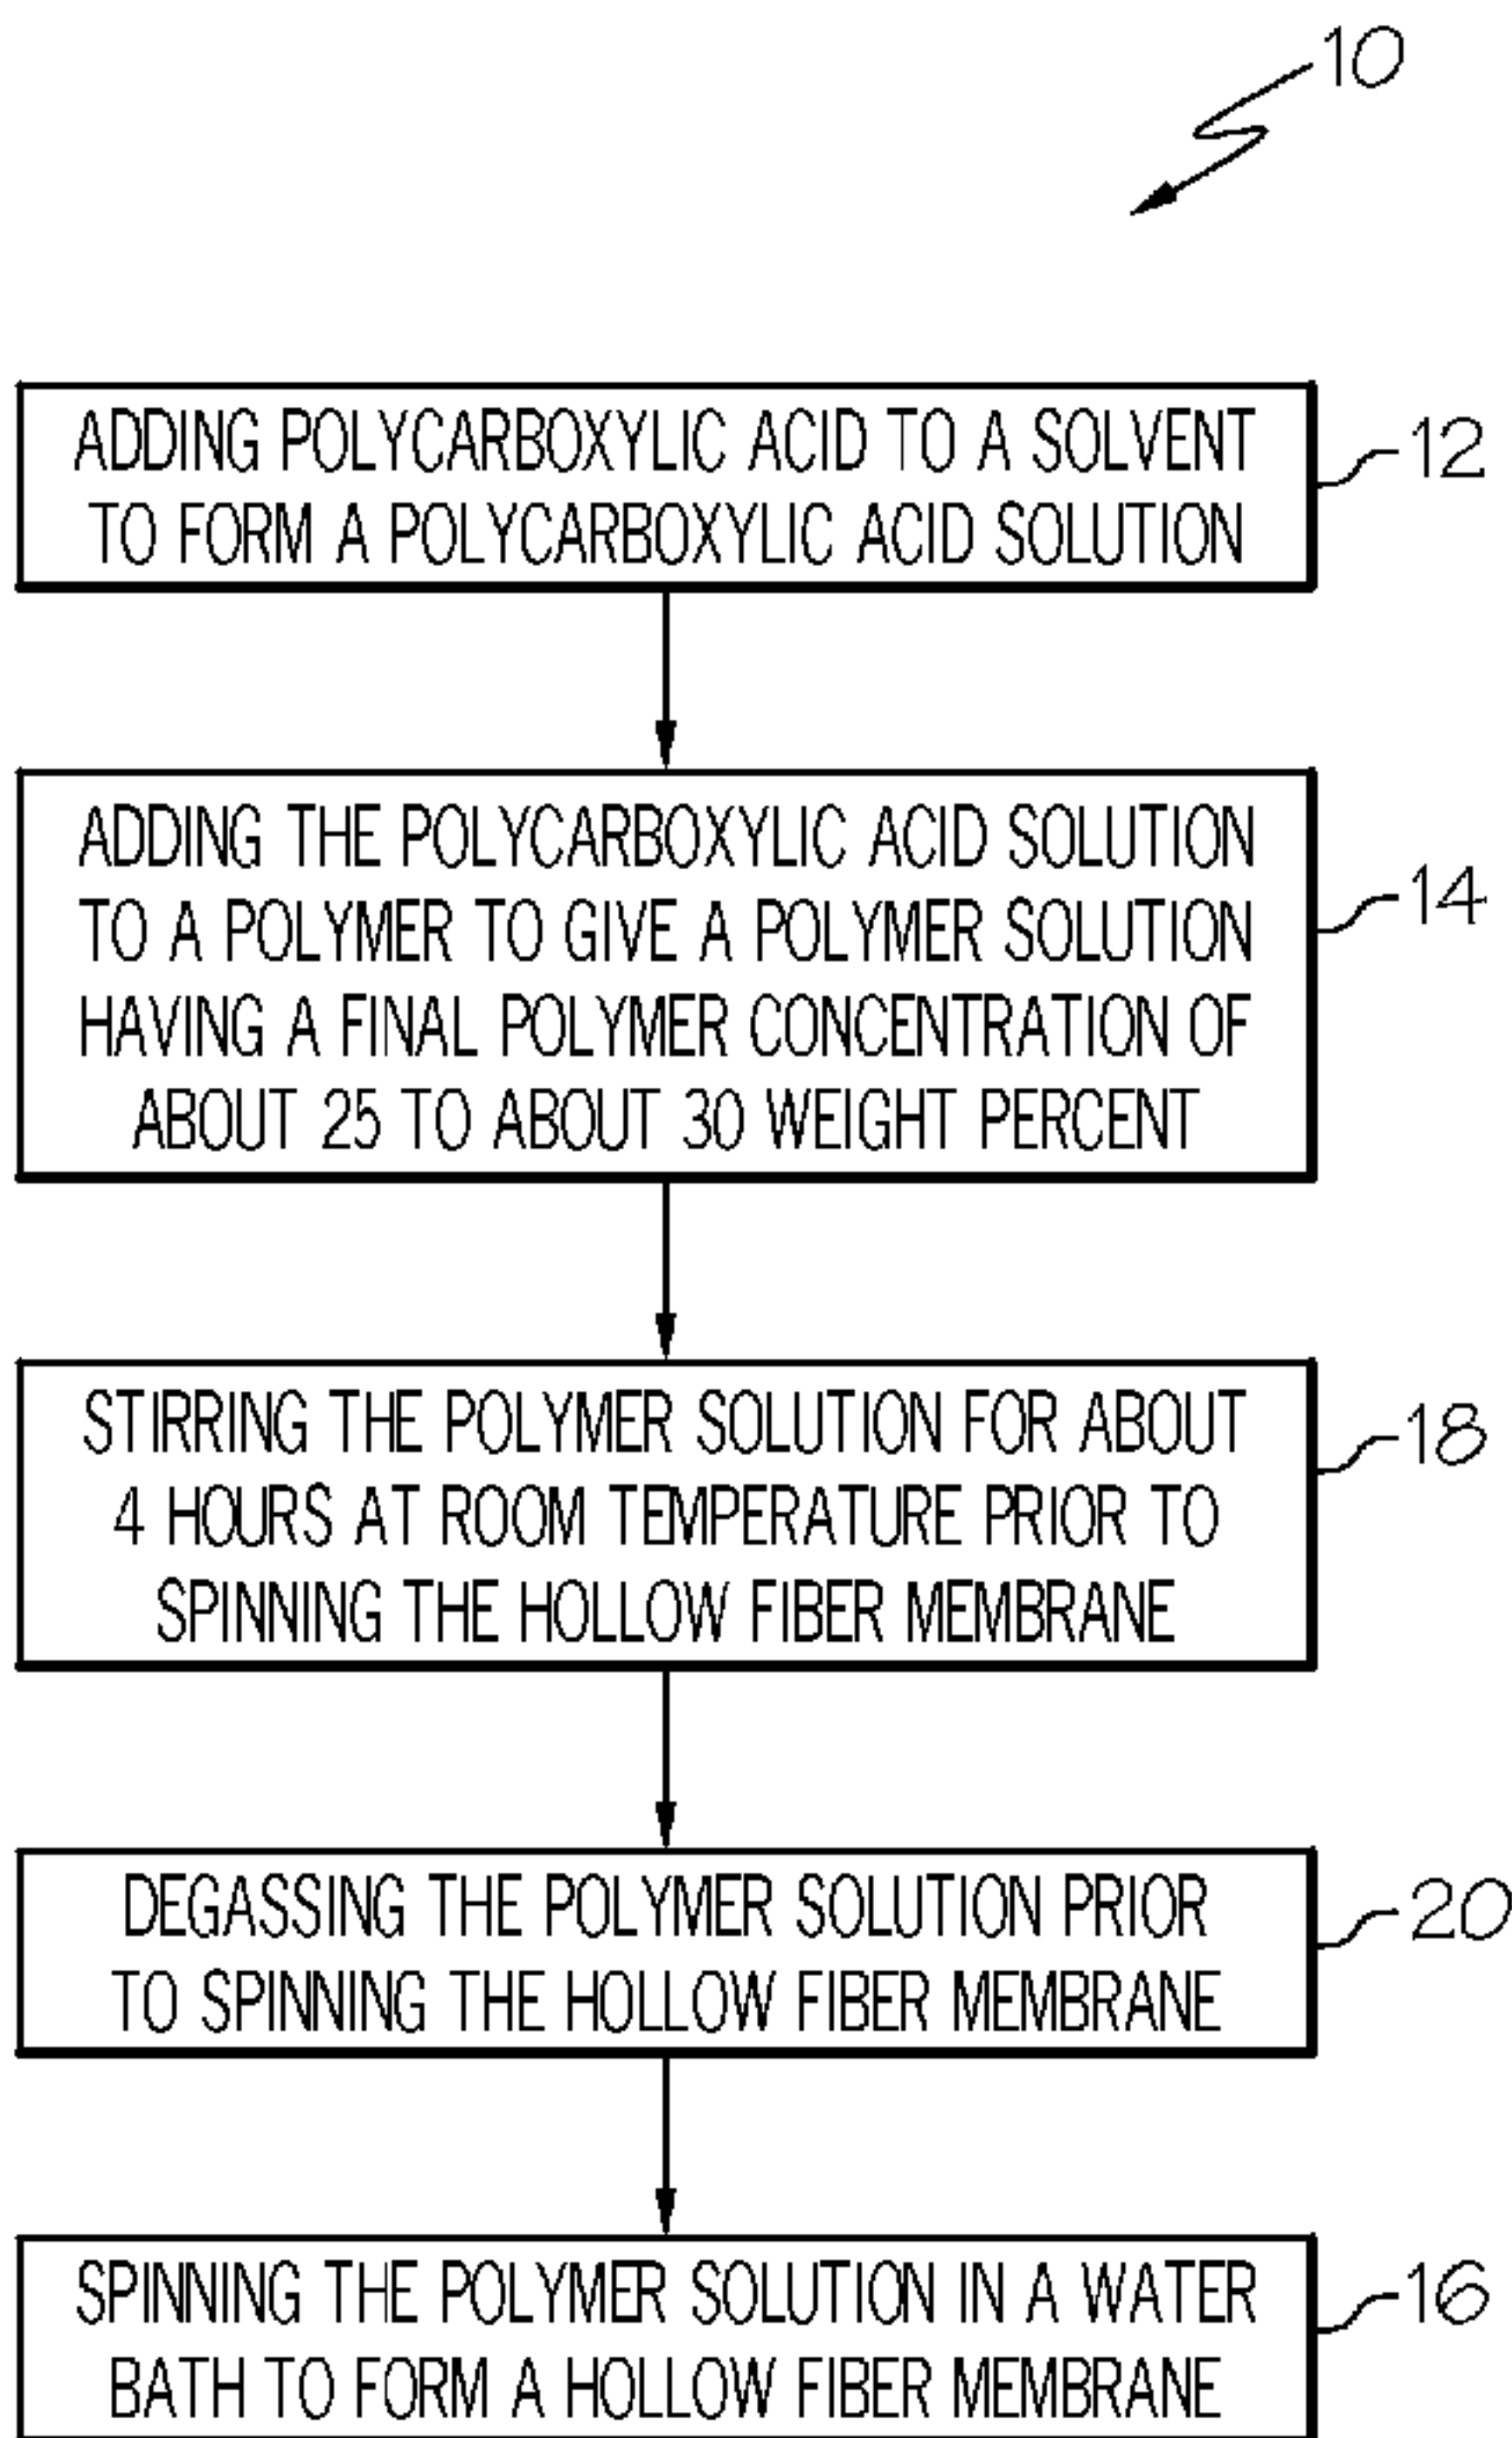 10
ADDING POLYCARBOXYLIC ACID TO A SOLVENT
TO FORM A POLYCARBOXYLIC ACID SOLUTION
12
ADDING THE POLYCARBOXYLIC ACID SOLUTION
TO A POLYMER TO GIVE A POLYMER SOLUTION
HAVING A FINAL POLYMER CONCENTRATION OF
ABOUT 25 TO ABOUT 30 WEIGHT PERCENT
14
STIRRING THE POLYMER SOLUTION FOR ABOUT
4 HOURS AT ROOM TEMPERATURE PRIOR TO
SPINNING THE HOLLOW FIBER MEMBRANE
18
DEGASSING THE POLYMER SOLUTION PRIOR
TO SPINNING THE HOLLOW FIBER MEMBRANE
20
SPINNING THE POLYMER SOLUTION IN A WATER
BATH TO FORM A HOLLOW FIBER MEMBRANE
16